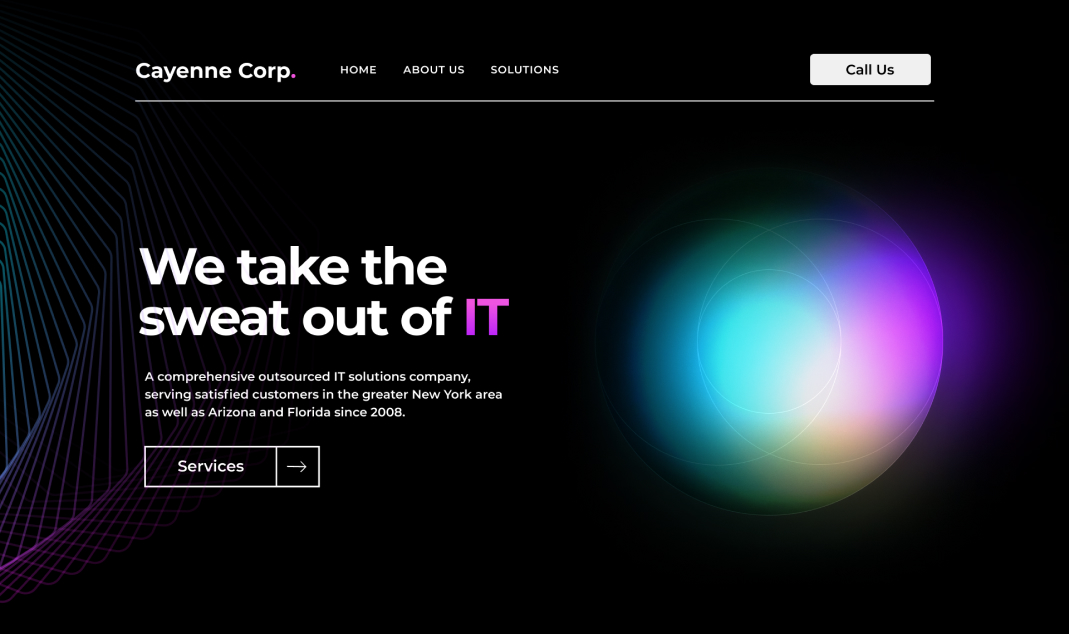 Cayenne Corp.
HOME ABOUT US SOLUTIONS
Call Us
We take the
sweat out of IT
A comprehensive outsourced IT solutions company,
serving satisfied customers in the greater New York area
as well as Arizona and Florida since 2008.
Services